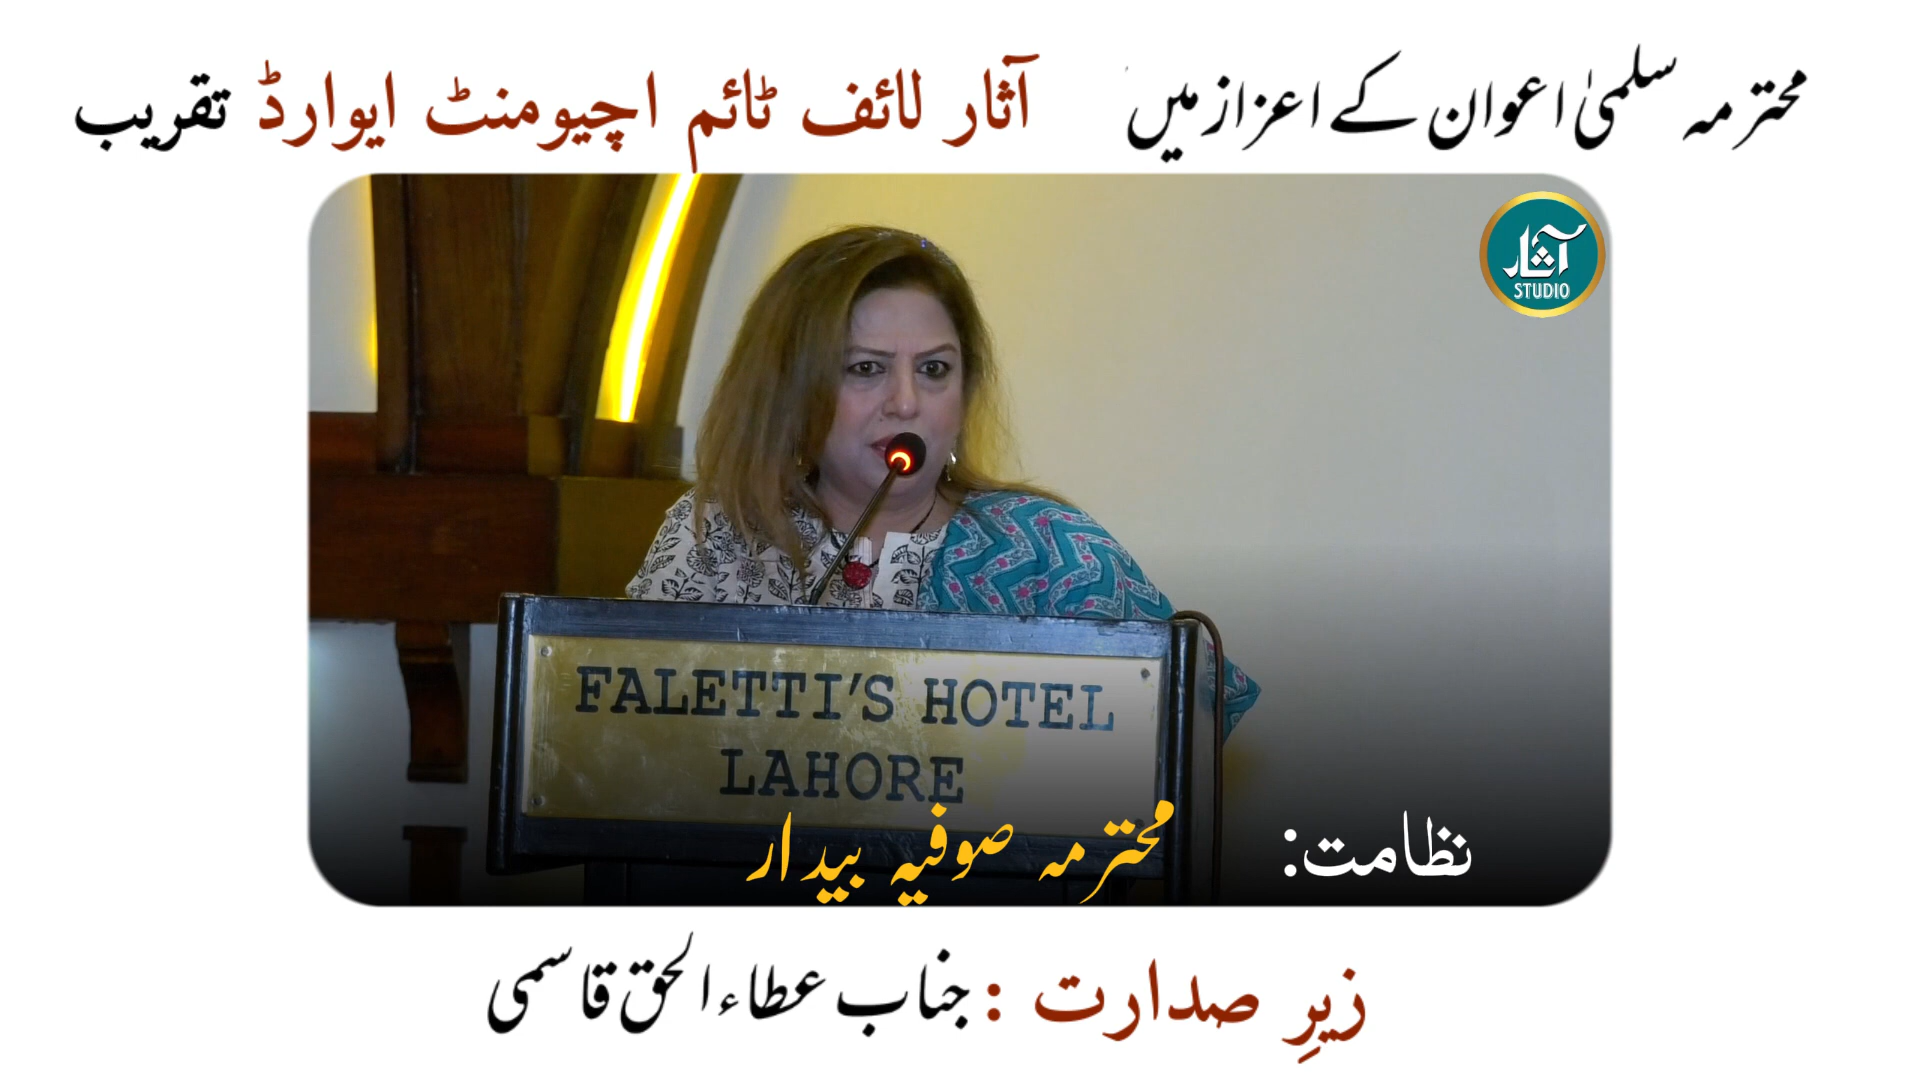 محترمہ سلمیٰ اعوان کے اعزاز میں آثار لائف ٹائم اچیومنٹ ایوارڈ تقریب
آثار
STUDIO
FALETTI'S HOTEL
LAHORE
نظامت: محترمہ صوفیہ بیدار
زیرِ صدارت : جناب عطاء الحق قاسمی